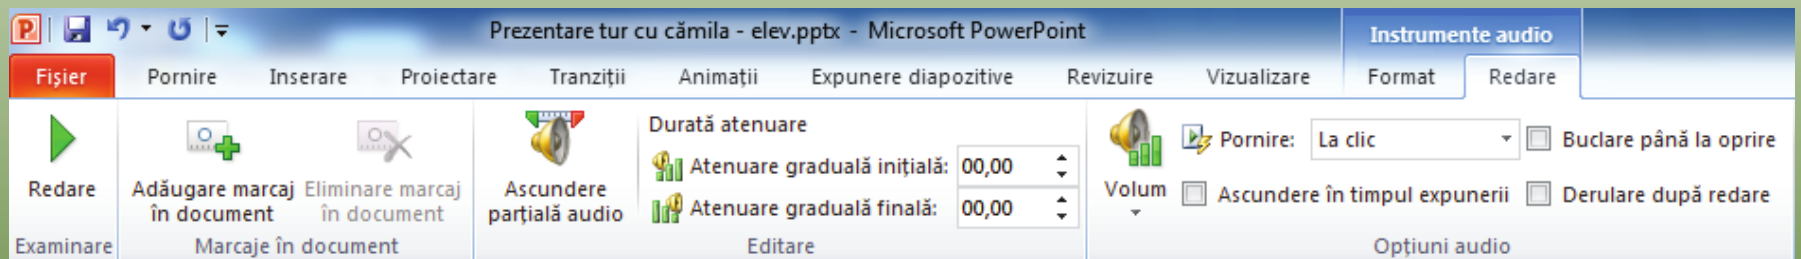 Prezentare tur cu cămila - elev.pptx - Microsoft PowerPoint
Instrumente audio
Fișier Pornire Inserare Proiectare Tranziții Animații Expunere diapozitive Revizuire Vizualizare Format Redare
Redare
Adăugare marcaj în document
Eliminare marcaj în document
Ascundere parțială audio
Durată atenuare
Atenuare graduală inițială: 00,00
Atenuare graduală finală: 00,00
Volum
Pornire: La clic
Buclare până la oprire
Ascundere în timpul expunerii
Derulare după redare
Examinare
Marcaje în document
Editare
Opțiuni audio